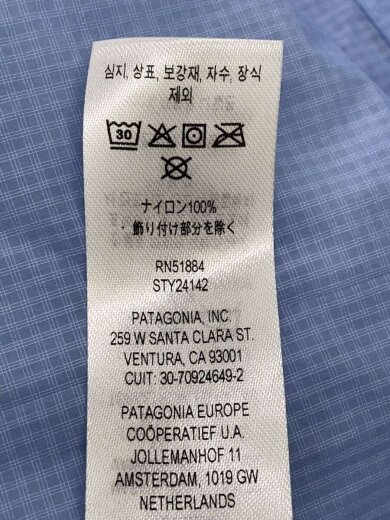 심지, 상표, 보강재, 자수, 장식
제외
30
ナイロン100%
・飾り付け部分を除く
RN51884
STY24142
PATAGONIA, INC
259 W SANTA CLARA ST.
VENTURA, CA 93001
CUIT: 30-70924649-2
PATAGONIA EUROPE
COÖPERATIEF U.A.
JOLLEMANHOF 11
AMSTERDAM, 1019 GW
NETHERLANDS